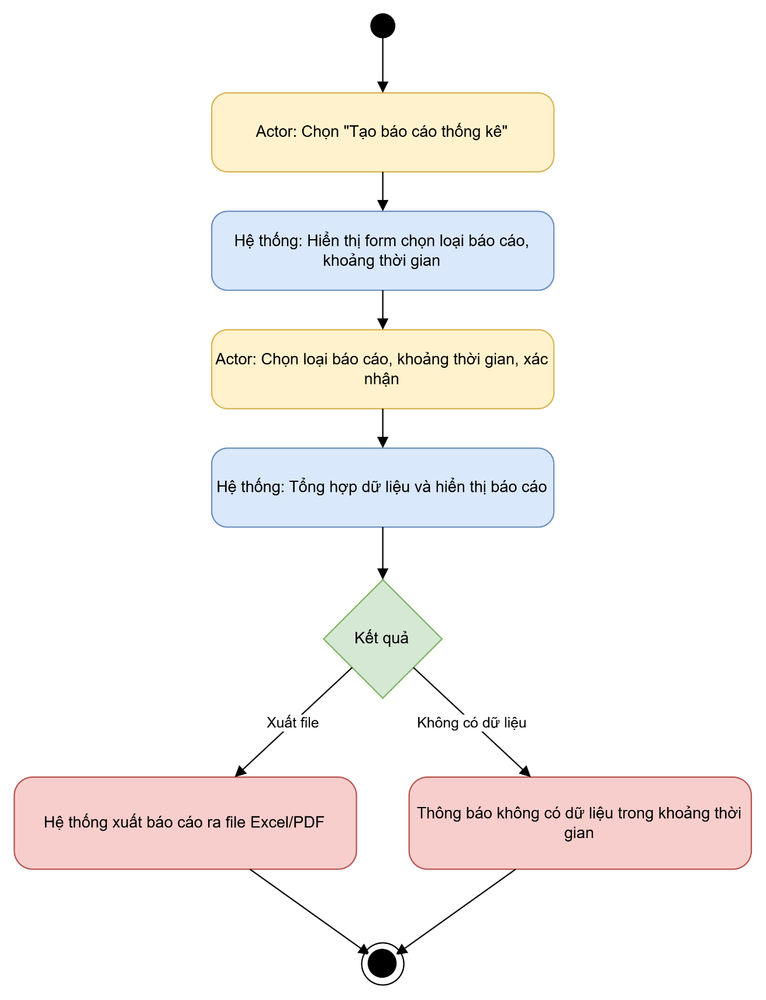 Actor: Chọn "Tạo báo cáo thống kê"
Hệ thống: Hiển thị form chọn loại báo cáo,
khoảng thời gian
Actor: Chọn loại báo cáo, khoảng thời gian, xác
nhận
Hệ thống: Tổng hợp dữ liệu và hiển thị báo cáo
Kết quả
Xuất file
Không có dữ liệu
Hệ thống xuất báo cáo ra file Excel/PDF
Thông báo không có dữ liệu trong khoảng thời
gian